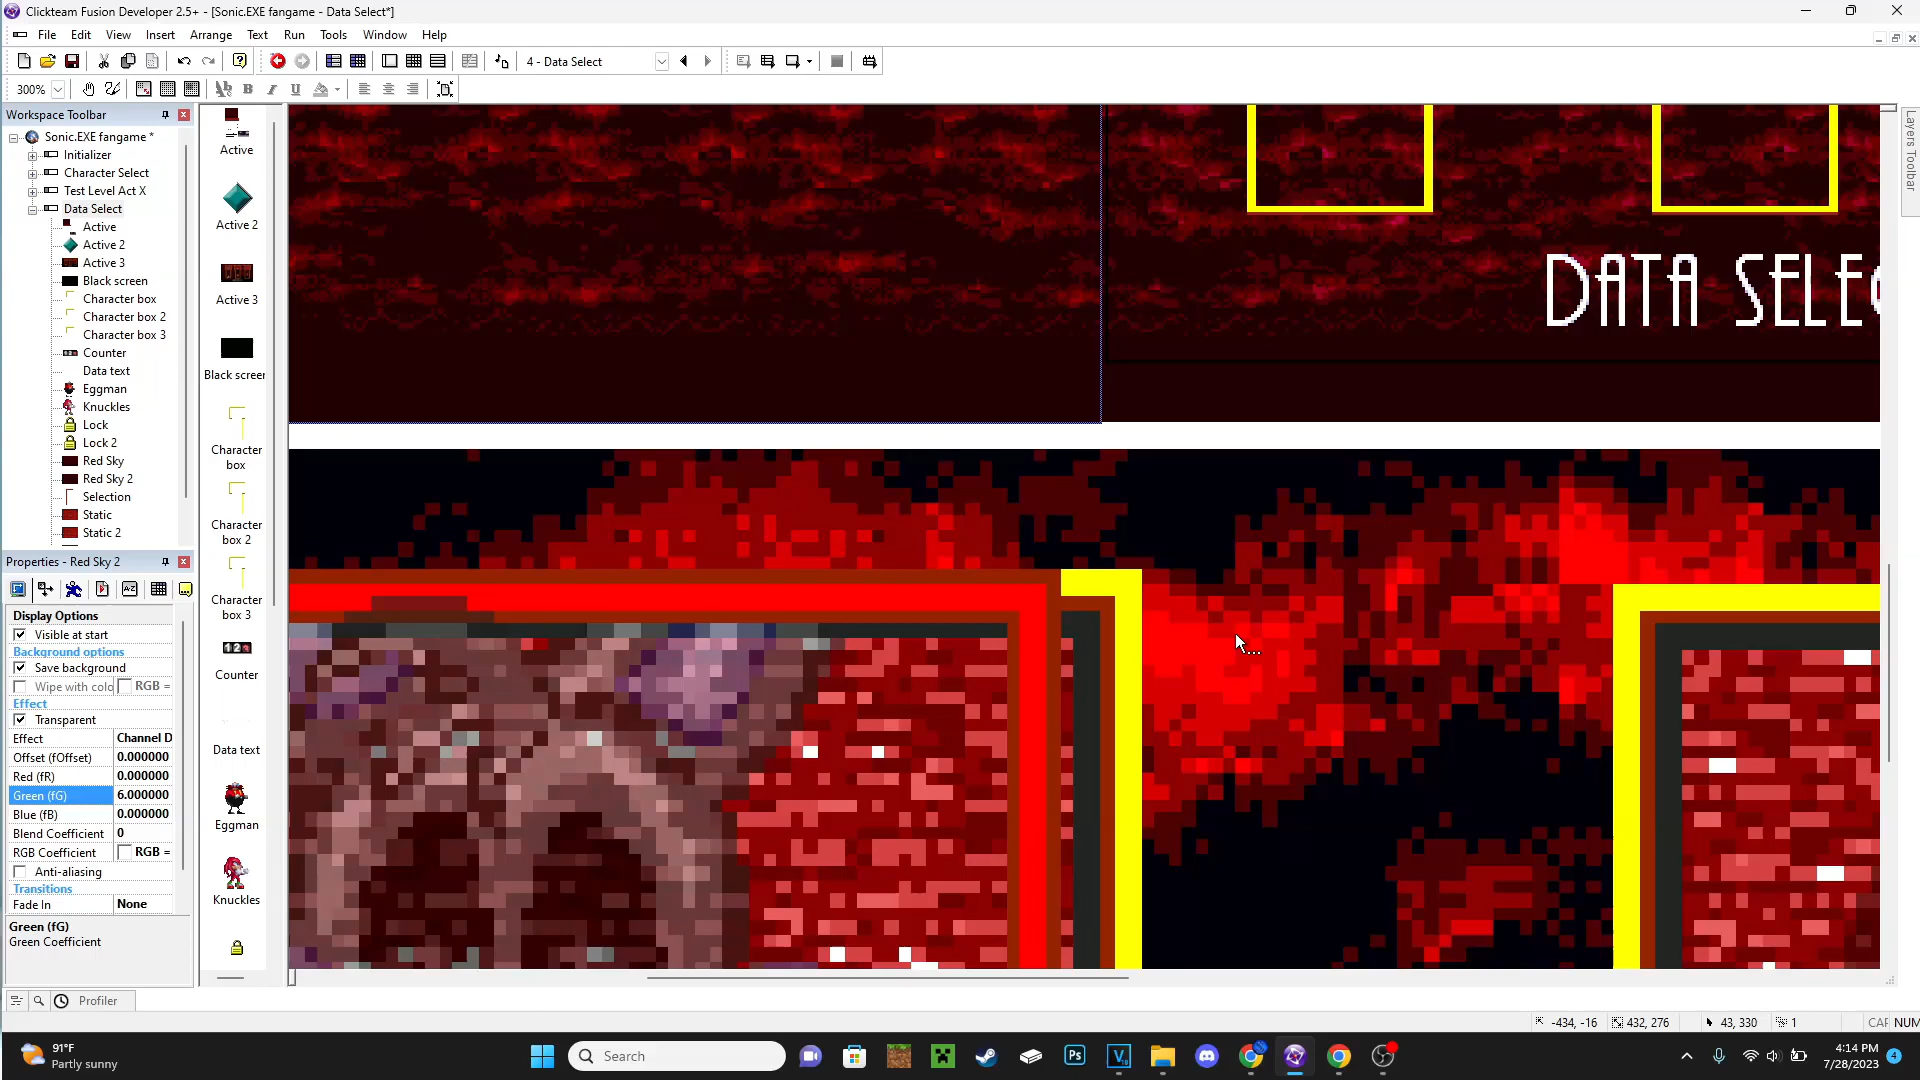 Clickteam Fusion Developer 2.5+ - [Sonic.EXE fangame - Data Select*]
File Edit View Insert Arrange Text Run Tools Window Help
4 - Data Select
300%
Workspace Toolbar
Sonic.EXE fangame *
Initializer
Character Select
Test Level Act X
Data Select
Active
Active 2
Active 3
Black screen
Character box
Character box 2
Character box 3
Counter
Data text
Eggman
Knuckles
Lock
Lock 2
Red Sky
Red Sky 2
Selection
Static
Static 2
Properties - Red Sky 2
Display Options
Visible at start
Background options
Save background
Wipe with colo RGB =
Effect
Transparent
Effect Channel D
Offset (fOffset) 0.000000
Red (fR) 0.000000
Green (fG) 6.000000
Blue (fB) 0.000000
Blend Coefficient 0
RGB Coefficient RGB =
Anti-aliasing
Transitions
Fade In None
Green (fG)
Green Coefficient
Active
Active 2
Active 3
Black screer
Character
box
Character
box 2
Character
box 3
123
Counter
Data text
Eggman
Knuckles
DATA SELEC
Layers Toolbar
Profiler
-434, -16 432, 276 43, 330 1 CAP NUM
91°F
Partly sunny
Search
Ps
4:14 PM
7/28/2023
4